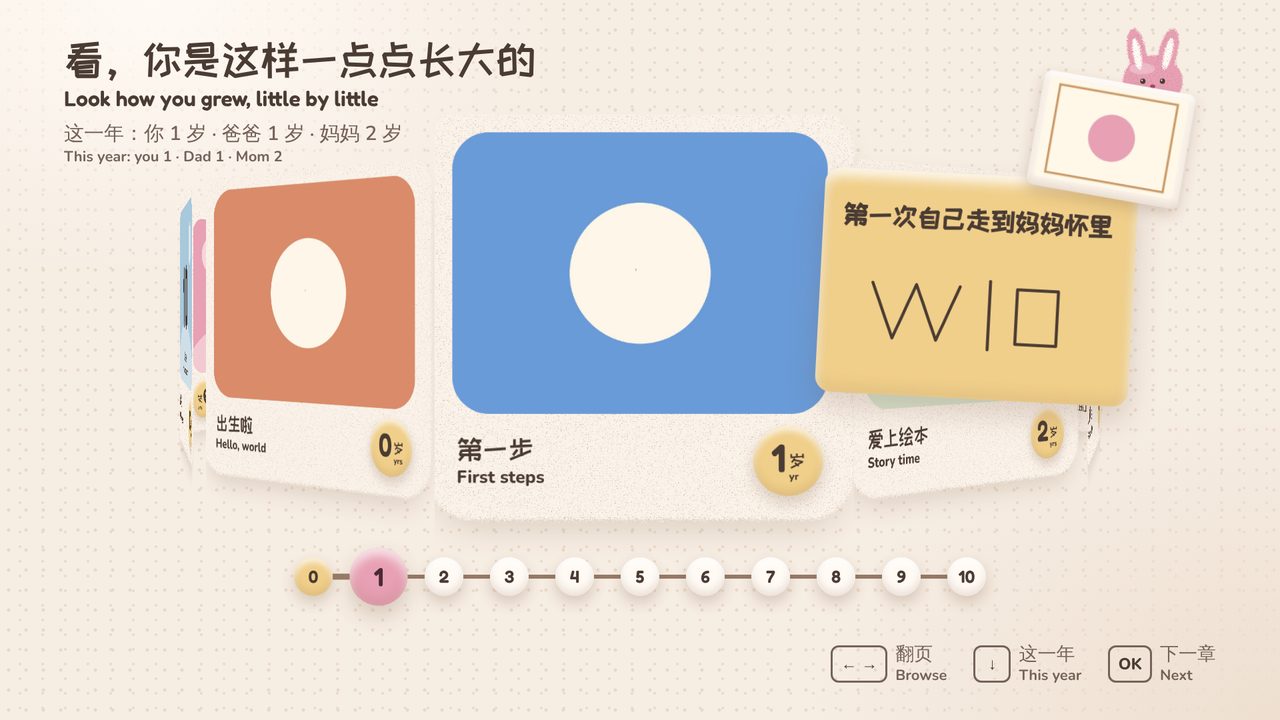 看，你是这样一点点长大的
Look how you grew, little by little
这一年：你 1 岁 · 爸爸 1 岁 · 妈妈 2 岁
This year: you 1 · Dad 1 · Mom 2
出生啦
Hello, world
0 岁 yrs
第一步
First steps
1 岁 yr
第一次自己走到妈妈怀里
爱上绘本
Story time
2 岁 yrs
0 1 2 3 4 5 6 7 8 9 10
← → 翻页 Browse
↓ 这一年 This year
OK 下一章 Next